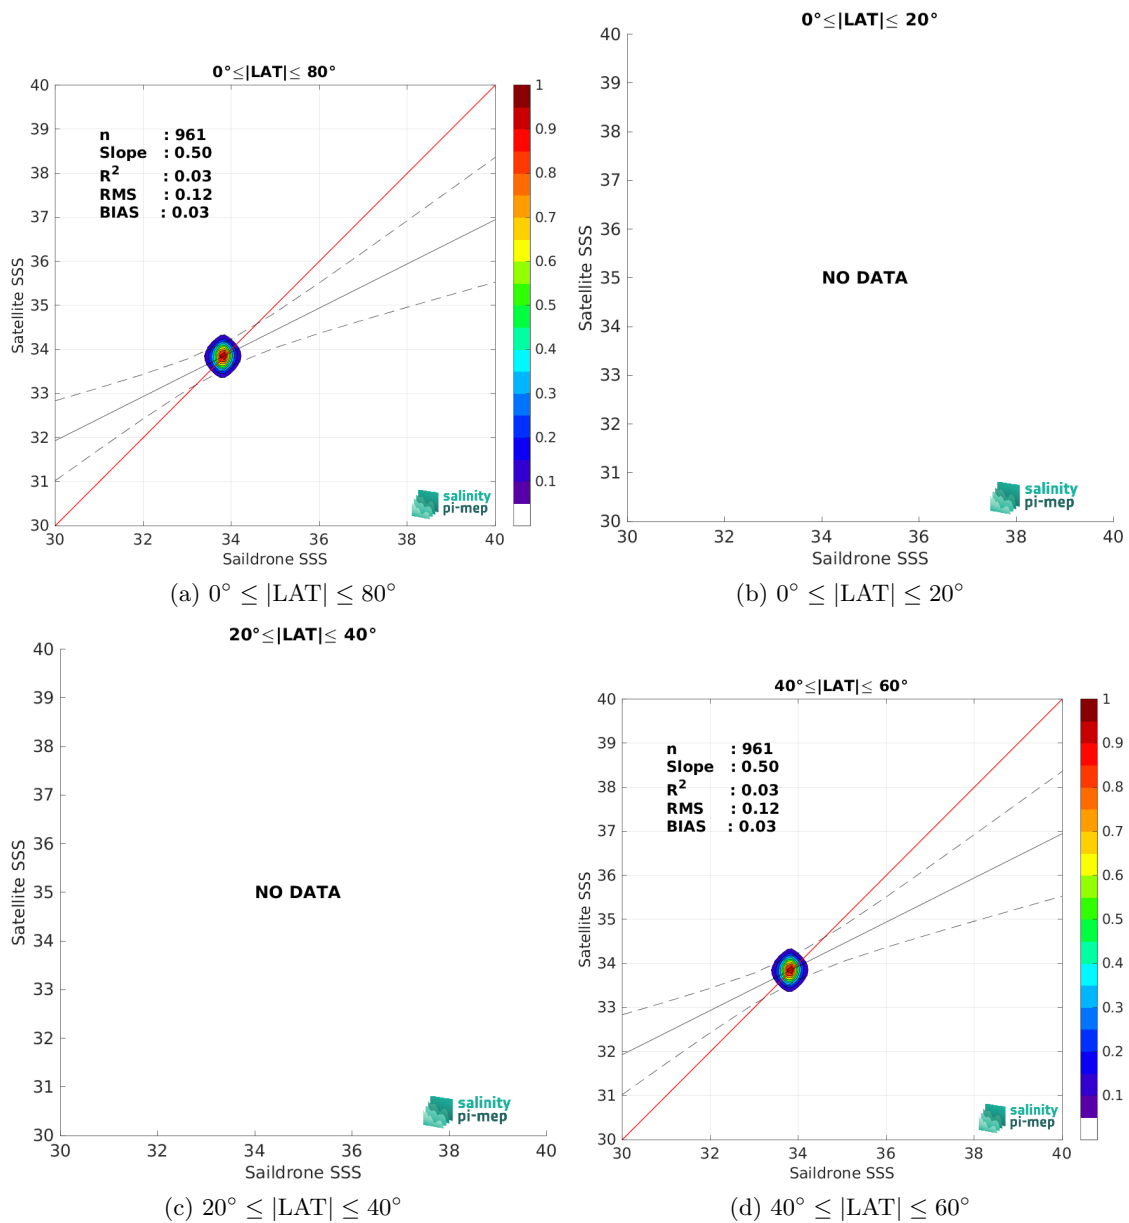 0°≤|LAT|≤ 80°
40
39
38
37
36
35
34
33
32
31
30
Satellite SSS
n : 961
Slope : 0.50
R² : 0.03
RMS : 0.12
BIAS : 0.03
salinity
pi-mep
30 32 34 36 38 40
Saildrone SSS
1
0.9
0.8
0.7
0.6
0.5
0.4
0.3
0.2
0.1
(a) 0° ≤ |LAT| ≤ 80°
0°≤|LAT|≤ 20°
40
39
38
37
36
35
34
33
32
31
30
Satellite SSS
NO DATA
salinity
pi-mep
30 32 34 36 38 40
Saildrone SSS
(b) 0° ≤ |LAT| ≤ 20°
20°≤|LAT|≤ 40°
40
39
38
37
36
35
34
33
32
31
30
Satellite SSS
NO DATA
salinity
pi-mep
30 32 34 36 38 40
Saildrone SSS
(c) 20° ≤ |LAT| ≤ 40°
40°≤|LAT|≤ 60°
40
39
38
37
36
35
34
33
32
31
30
Satellite SSS
n : 961
Slope : 0.50
R² : 0.03
RMS : 0.12
BIAS : 0.03
salinity
pi-mep
30 32 34 36 38 40
Saildrone SSS
1
0.9
0.8
0.7
0.6
0.5
0.4
0.3
0.2
0.1
(d) 40° ≤ |LAT| ≤ 60°